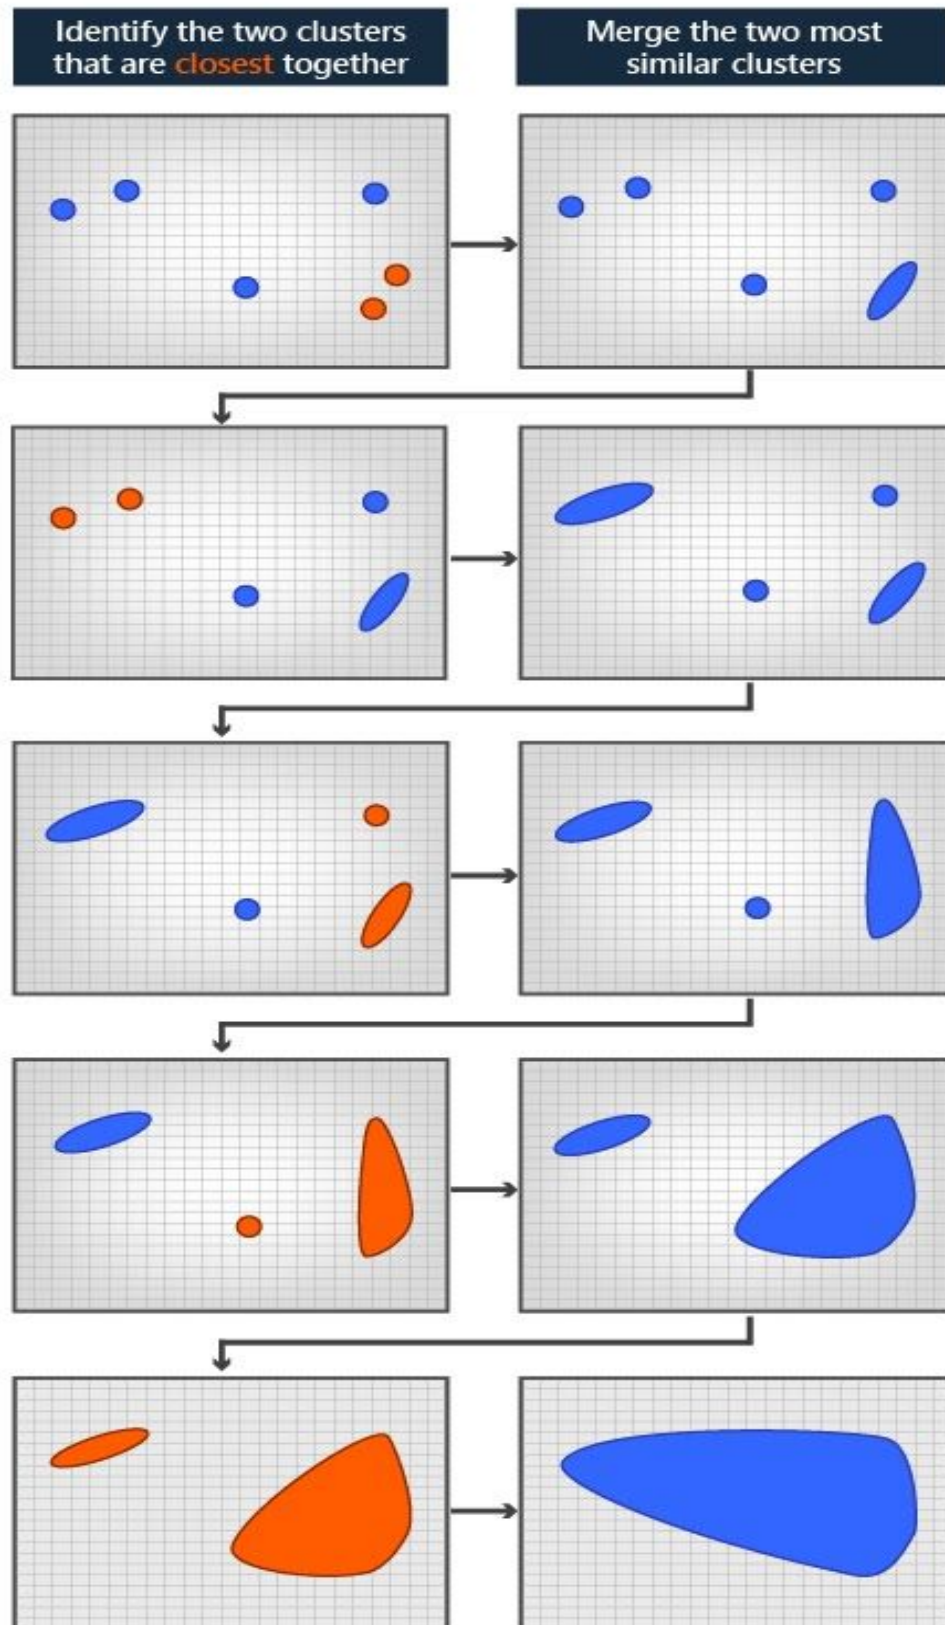 Identify the two clusters
that are closest together
Merge the two most
similar clusters